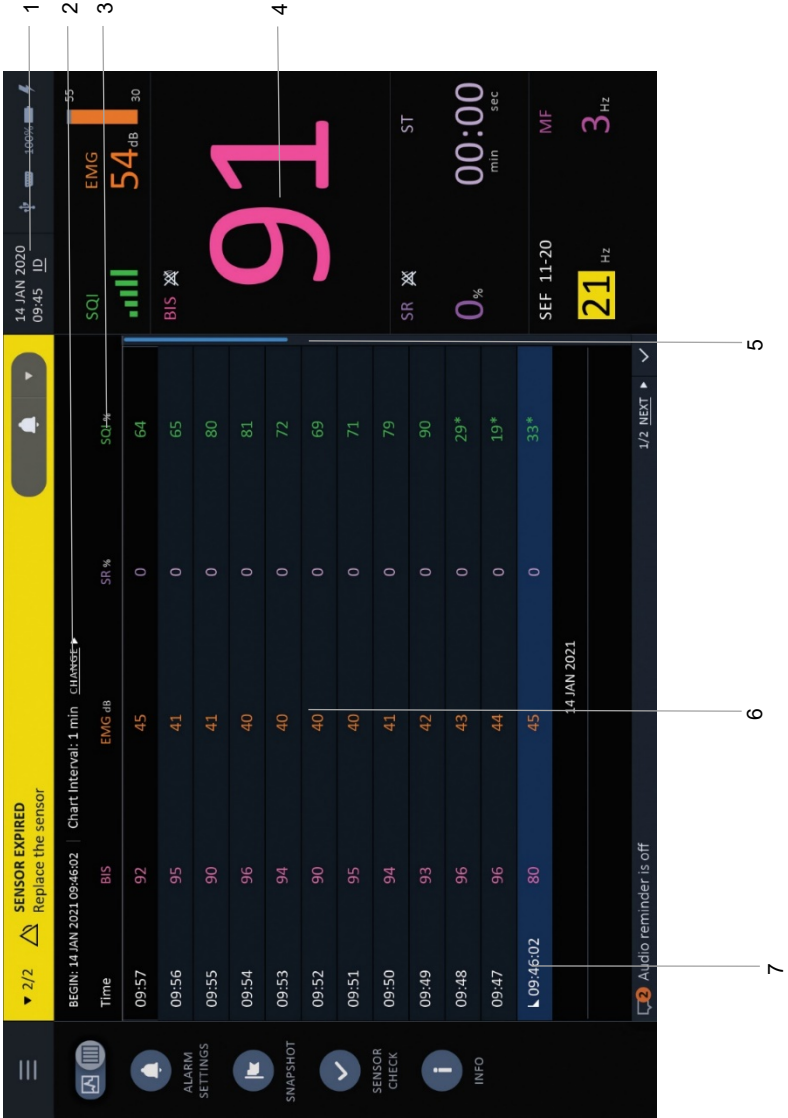 ▼ 2/2 SENSOR EXPIRED
Replace the sensor
14 JAN 2020
09:45 ID
100%
BEGIN: 14 JAN 2021 09:46:02 | Chart Interval: 1 min CHANGE ▶
Time BIS EMG dB SR % SQI %
09:57 92 45 0 64
09:56 95 41 0 65
09:55 90 41 0 80
09:54 96 40 0 81
09:53 94 40 0 72
09:52 90 40 0 69
09:51 95 40 0 71
09:50 94 41 0 79
09:49 93 42 0 90
09:48 96 43 0 29*
09:47 96 44 0 19*
09:46:02 80 45 0 33*
14 JAN 2021
2 Audio reminder is off
1/2 NEXT ▶
ALARM
SETTINGS
SNAPSHOT
SENSOR
CHECK
INFO
SQI
EMG
54 dB
55
30
BIS
91
SR
0 %
ST
00:00
min sec
SEF 11-20
21 Hz
MF
3 Hz
1
2
3
4
5
6
7